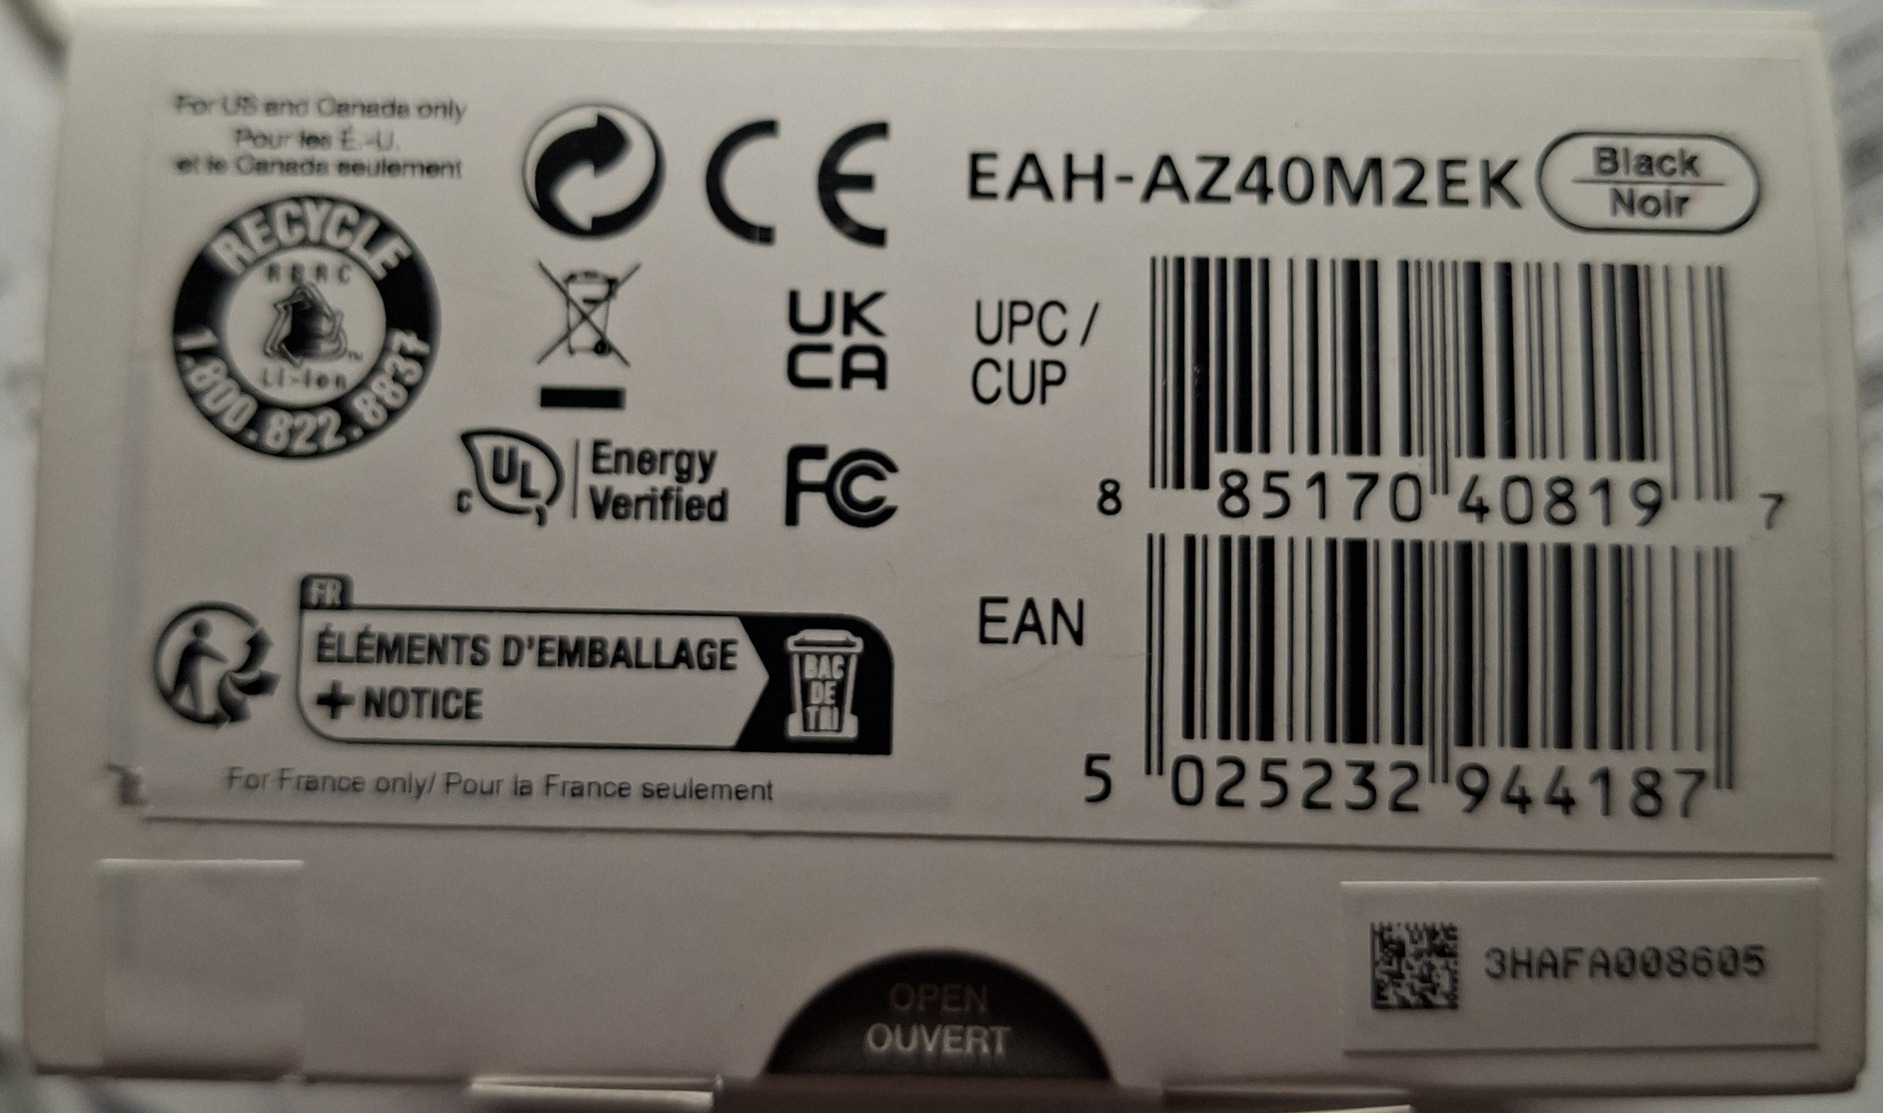 For US and Canada only
Pour les É.-U.
et le Canada seulement
RECYCLE
RBRC
Li-Ion
TM
1.800.822.8837
CE
UK
CA
c UL Energy
Verified
FC
FR
ÉLÉMENTS D'EMBALLAGE
+ NOTICE
BAC
DE
TRI
For France only/ Pour la France seulement
EAH-AZ40M2EK
Black
Noir
UPC /
CUP
8 85170 40819 7
EAN
5 025232 944187
3HAFA008605
OPEN
OUVERT